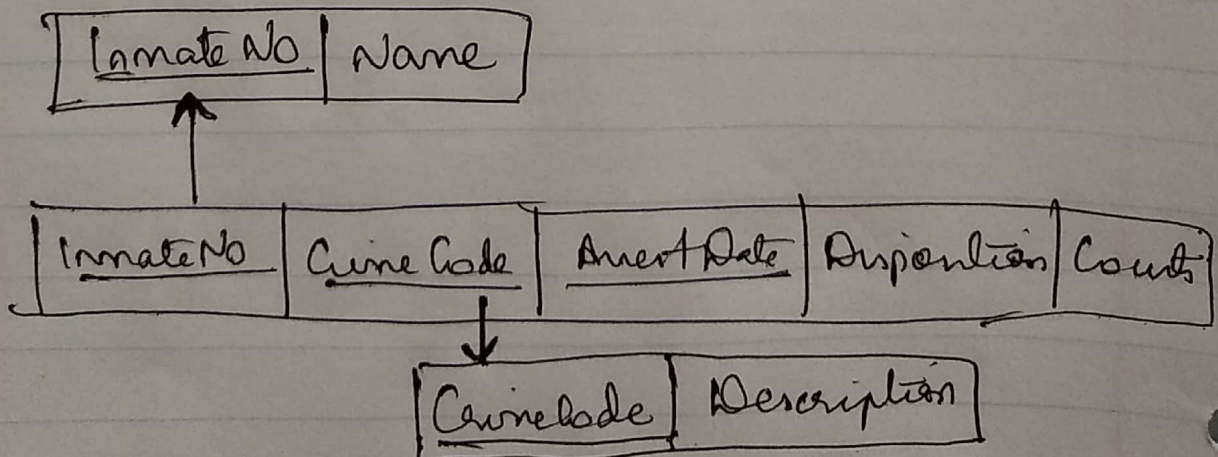 InmateNo Name
InmateNo CrimeCode ArrestDate Disposition Counts
CrimeCode Description